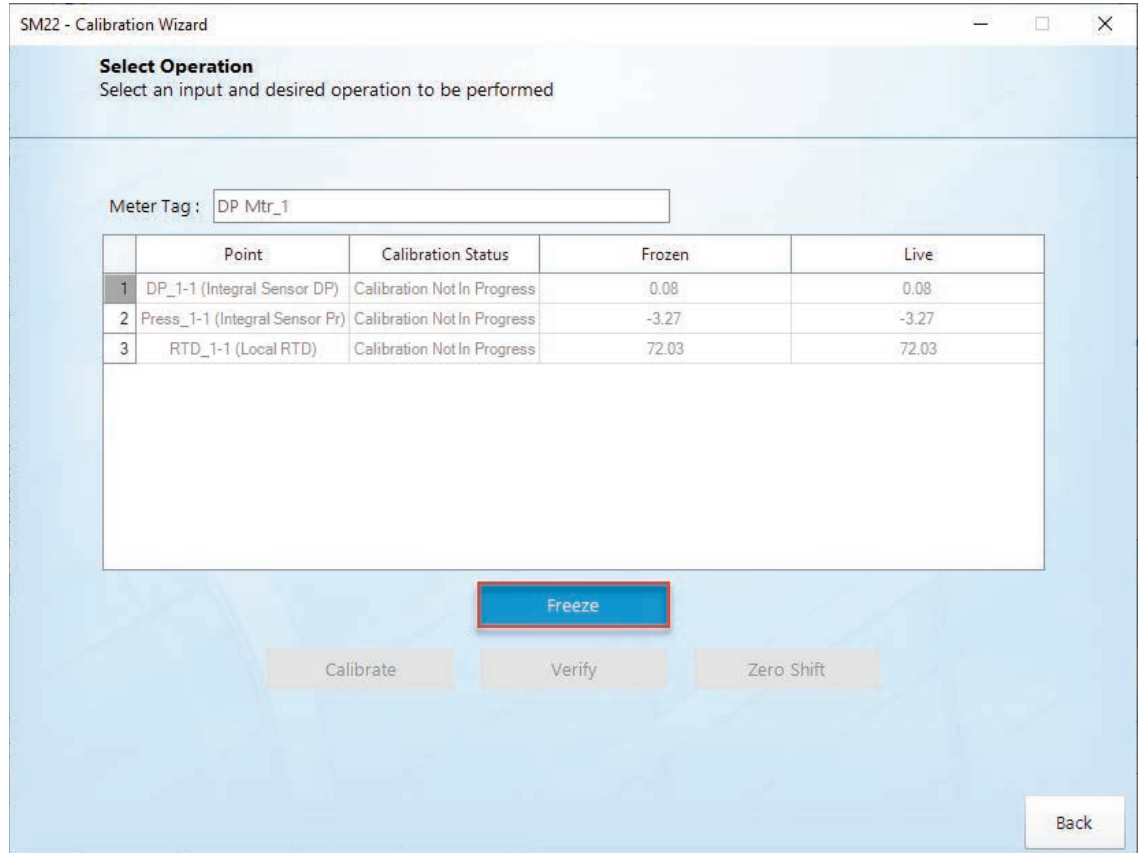 SM22 - Calibration Wizard
Select Operation
Select an input and desired operation to be performed
Meter Tag : DP Mtr_1
Point Calibration Status Frozen Live
1 DP_1-1 (Integral Sensor DP) Calibration Not In Progress 0.08 0.08
2 Press_1-1 (Integral Sensor Pr) Calibration Not In Progress -3.27 -3.27
3 RTD_1-1 (Local RTD) Calibration Not In Progress 72.03 72.03
Freeze
Calibrate Verify Zero Shift
Back